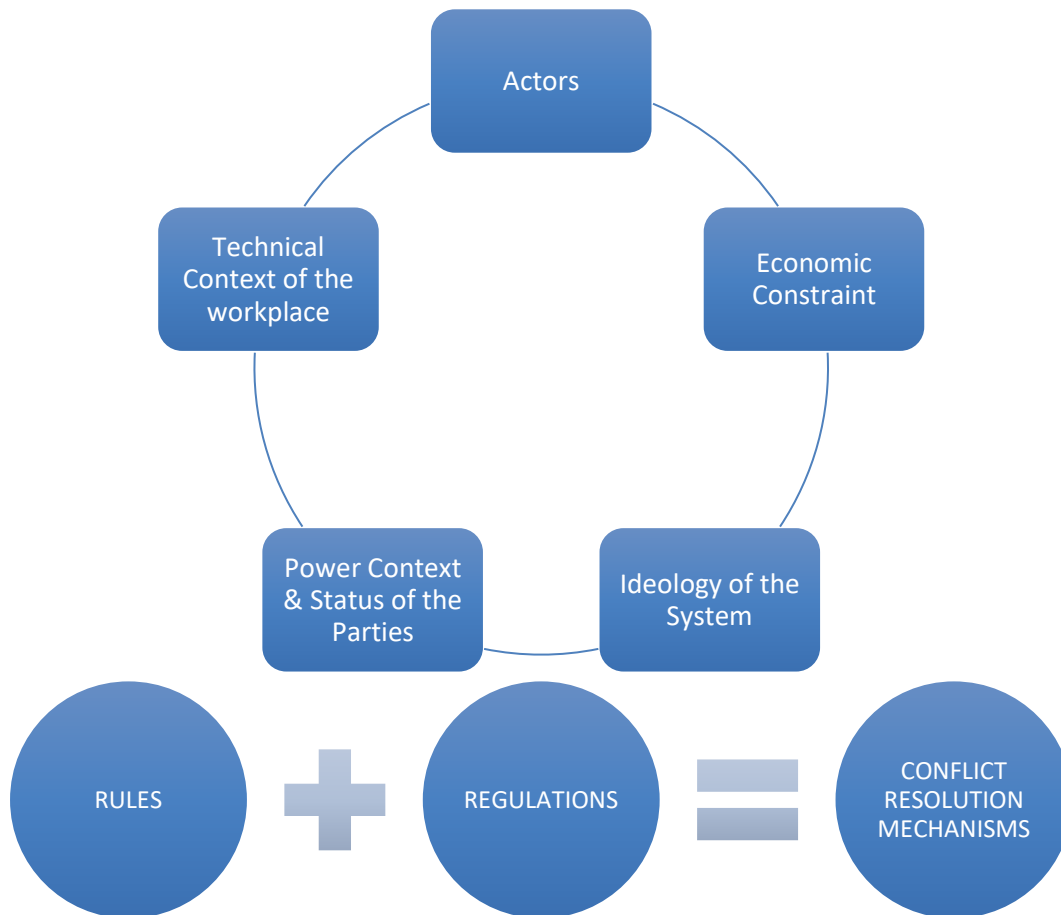 Actors
Technical
Context of the
workplace
Economic
Constraint
Power Context
& Status of the
Parties
Ideology of the
System
RULES
REGULATIONS
CONFLICT
RESOLUTION
MECHANISMS